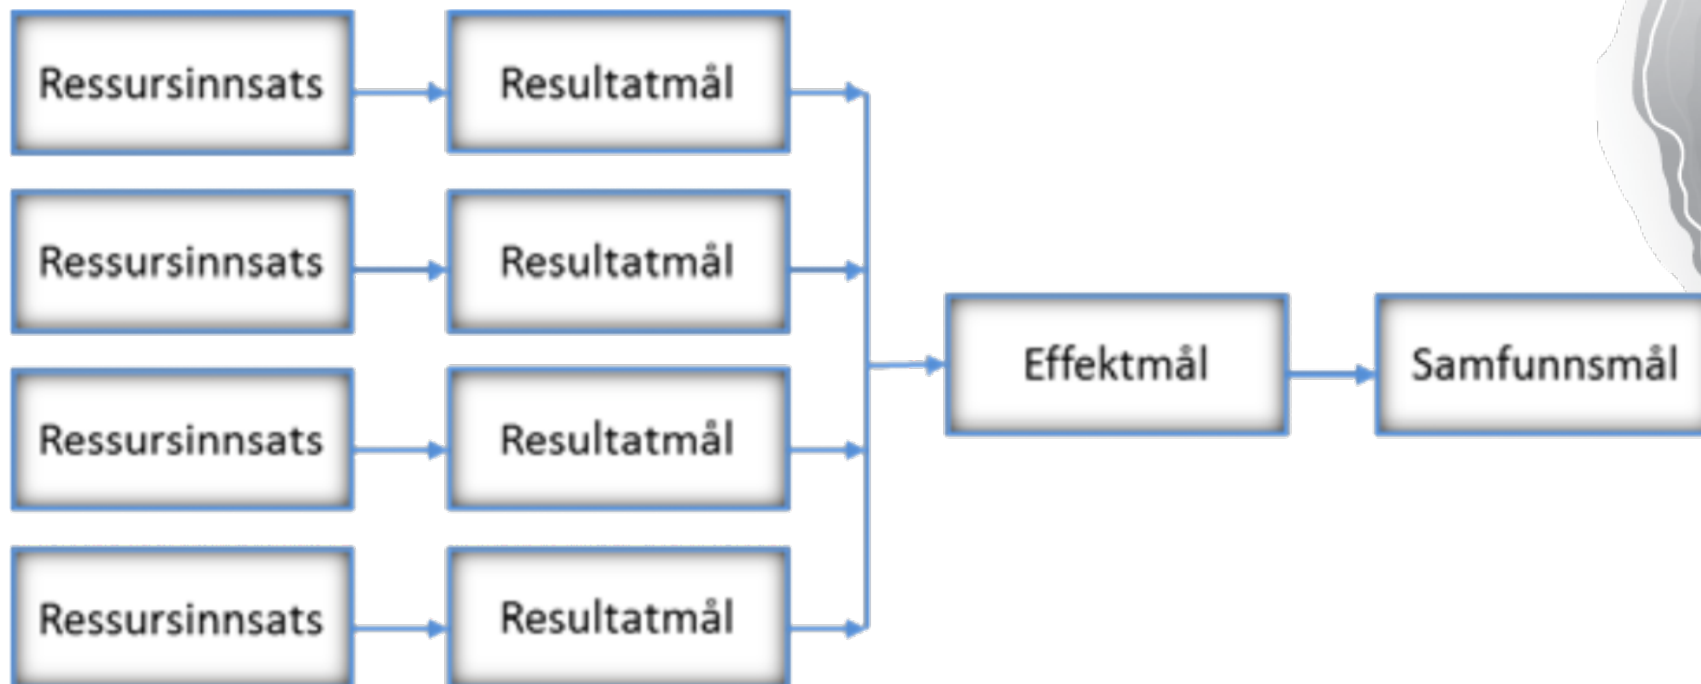 Ressursinnsats
Resultatmål
Ressursinnsats
Resultatmål
Ressursinnsats
Resultatmål
Ressursinnsats
Resultatmål
Effektmål
Samfunnsmål